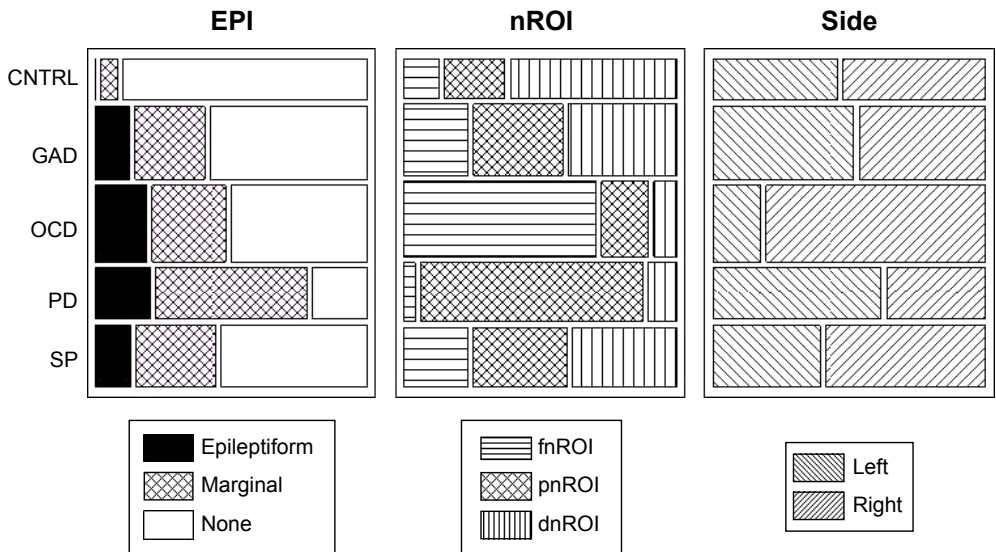 EPI nROI Side
CNTRL
GAD
OCD
PD
SP
Epileptiform
Marginal
None
fnROI
pnROI
dnROI
Left
Right